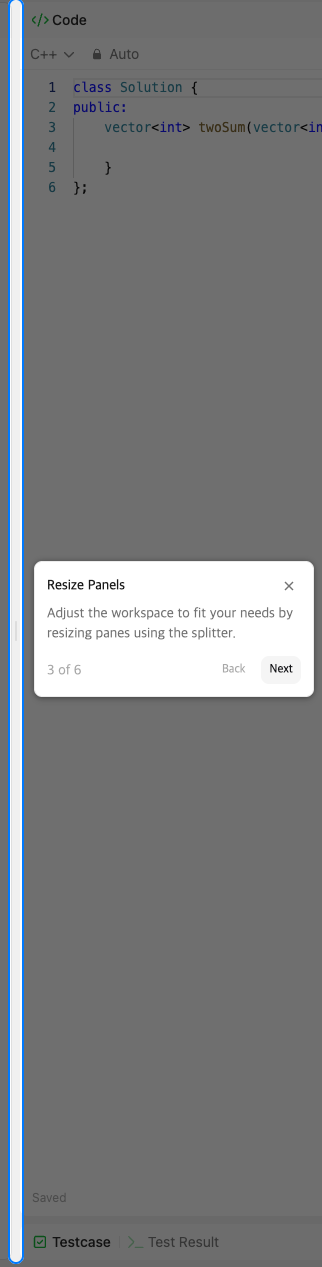 </> Code
C++ Auto
1 class Solution {
2 public:
3 vector<int> twoSum(vector<in
4
5 }
6 };
Resize Panels
Adjust the workspace to fit your needs by
resizing panes using the splitter.
3 of 6 Back Next
Saved
Testcase >_ Test Result